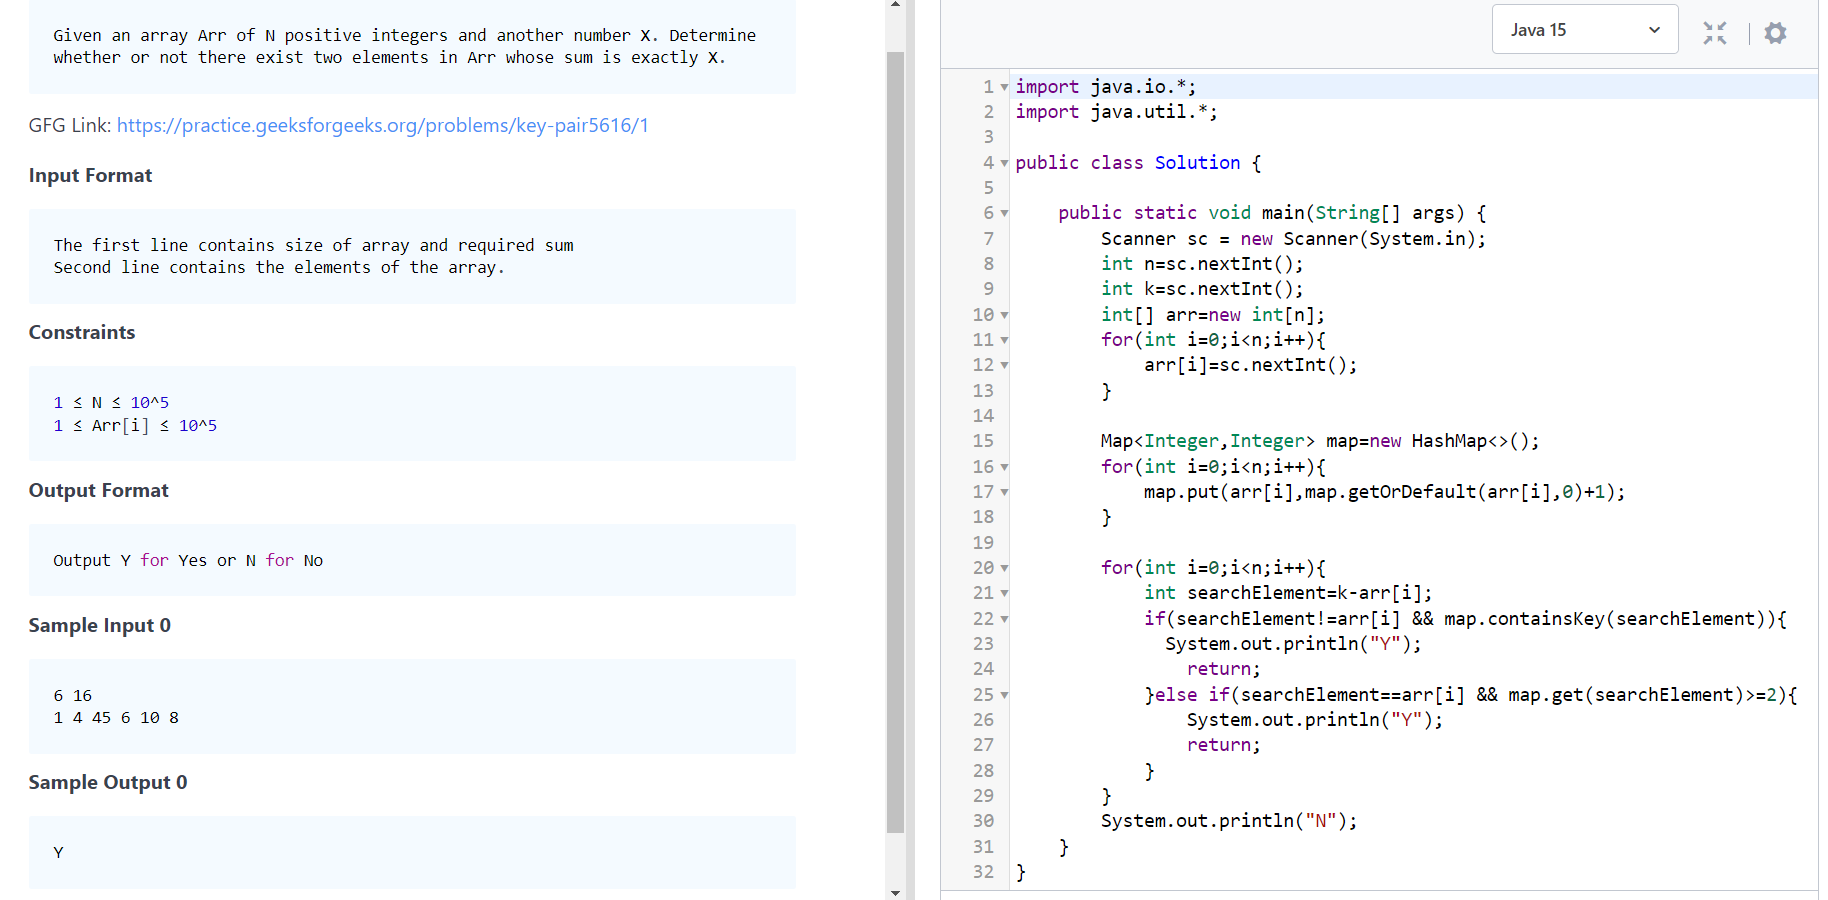 Given an array Arr of N positive integers and another number X. Determine
whether or not there exist two elements in Arr whose sum is exactly X.
GFG Link: https://practice.geeksforgeeks.org/problems/key-pair5616/1
Input Format
The first line contains size of array and required sum
Second line contains the elements of the array.
Constraints
1 ≤ N ≤ 10^5
1 ≤ Arr[i] ≤ 10^5
Output Format
Output Y for Yes or N for No
Sample Input 0
6 16
1 4 45 6 10 8
Sample Output 0
Y
Java 15
1 import java.io.*;
2 import java.util.*;
3
4 public class Solution {
5
6     public static void main(String[] args) {
7         Scanner sc = new Scanner(System.in);
8         int n=sc.nextInt();
9         int k=sc.nextInt();
10         int[] arr=new int[n];
11         for(int i=0;i<n;i++){
12             arr[i]=sc.nextInt();
13         }
14
15         Map<Integer,Integer> map=new HashMap<>();
16         for(int i=0;i<n;i++){
17             map.put(arr[i],map.getOrDefault(arr[i],0)+1);
18         }
19
20         for(int i=0;i<n;i++){
21             int searchElement=k-arr[i];
22             if(searchElement!=arr[i] && map.containsKey(searchElement)){
23               System.out.println("Y");
24                 return;
25             }else if(searchElement==arr[i] && map.get(searchElement)>=2){
26                 System.out.println("Y");
27                 return;
28             }
29         }
30         System.out.println("N");
31     }
32 }